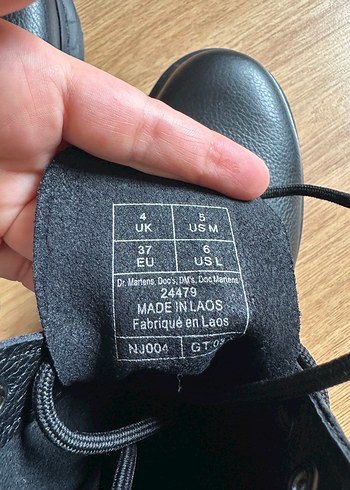 4 5
UK US M
37 6
EU US L
Dr. Martens, Doc's, DM's, Doc Martens
24479
MADE IN LAOS
Fabriqué en Laos
NJ004 GT